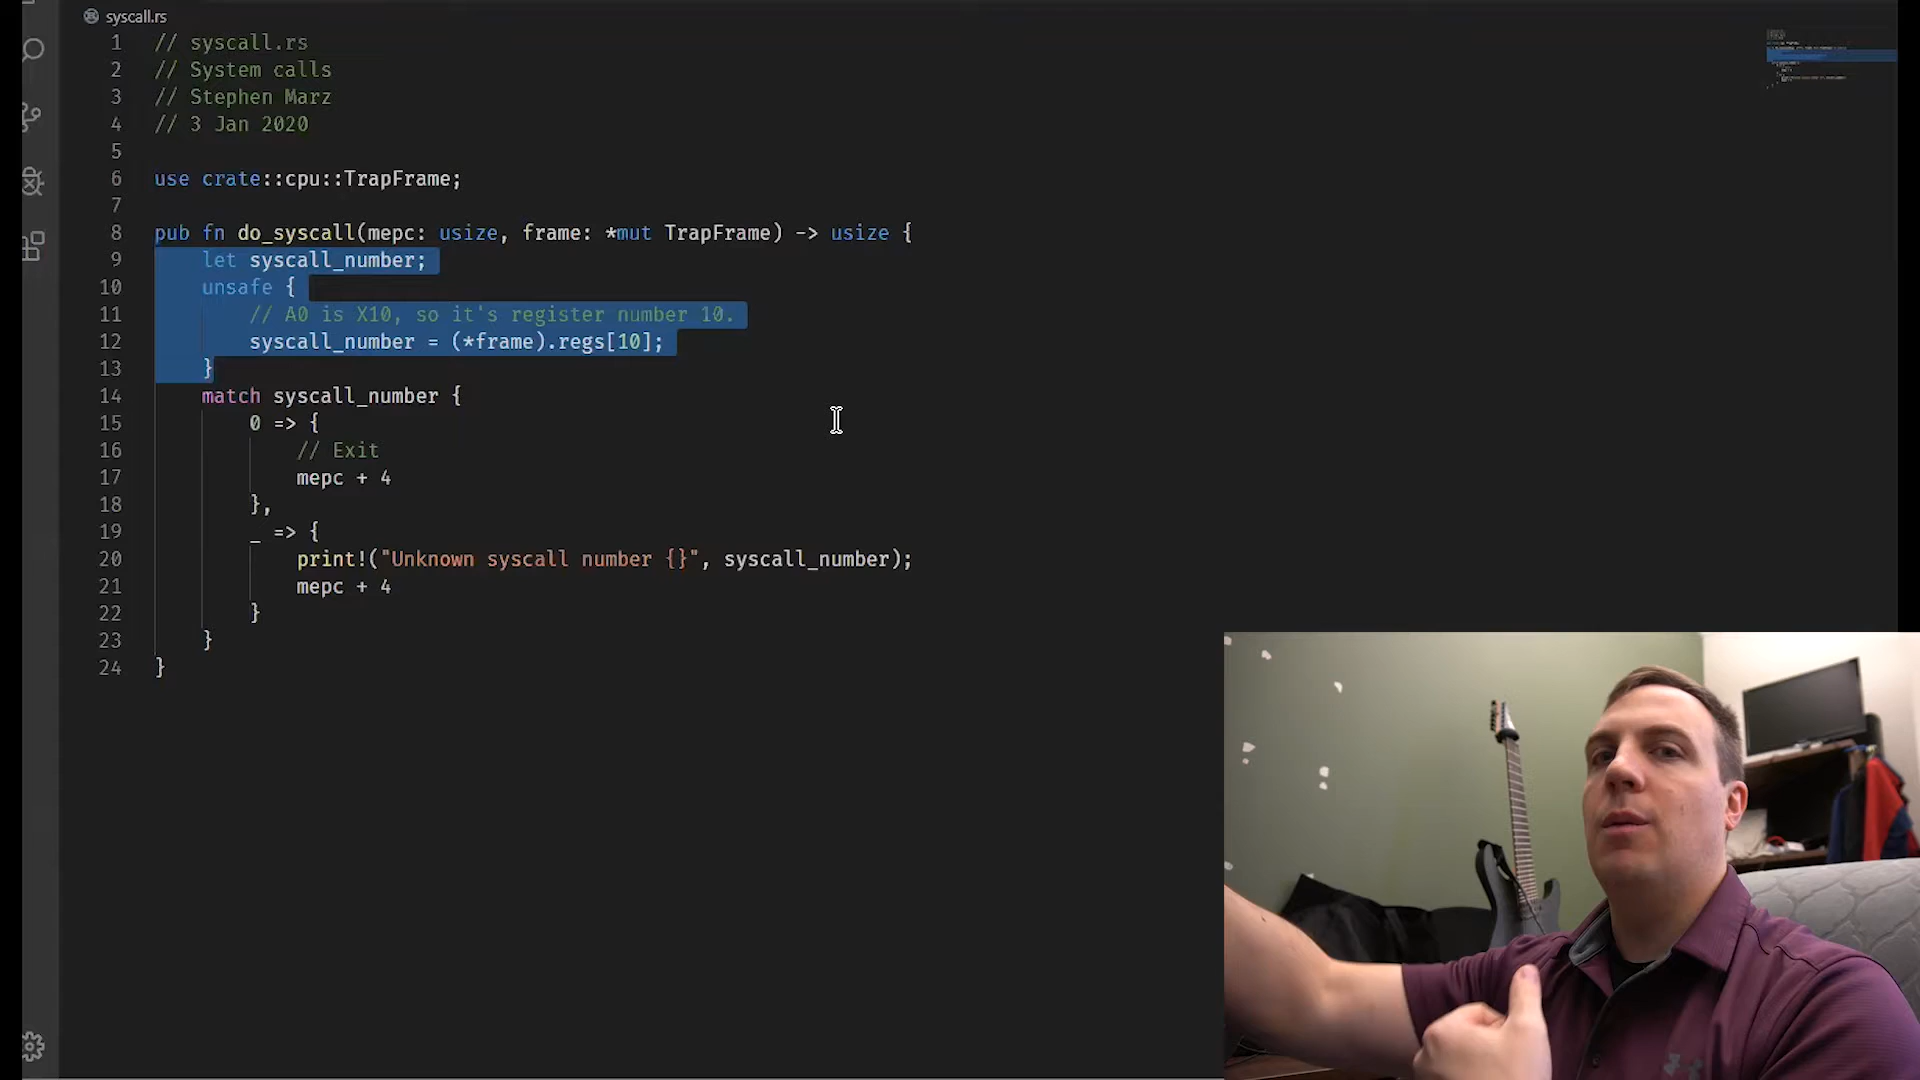 syscall.rs
1 // syscall.rs
2 // System calls
3 // Stephen Marz
4 // 3 Jan 2020
5
6 use crate::cpu::TrapFrame;
7
8 pub fn do_syscall(mepc: usize, frame: *mut TrapFrame) -> usize {
9     let syscall_number;
10     unsafe {
11         // A0 is X10, so it's register number 10.
12         syscall_number = (*frame).regs[10];
13     }
14     match syscall_number {
15         0 => {
16             // Exit
17             mepc + 4
18         },
19         _ => {
20             print!("Unknown syscall number {}", syscall_number);
21             mepc + 4
22         }
23     }
24 }